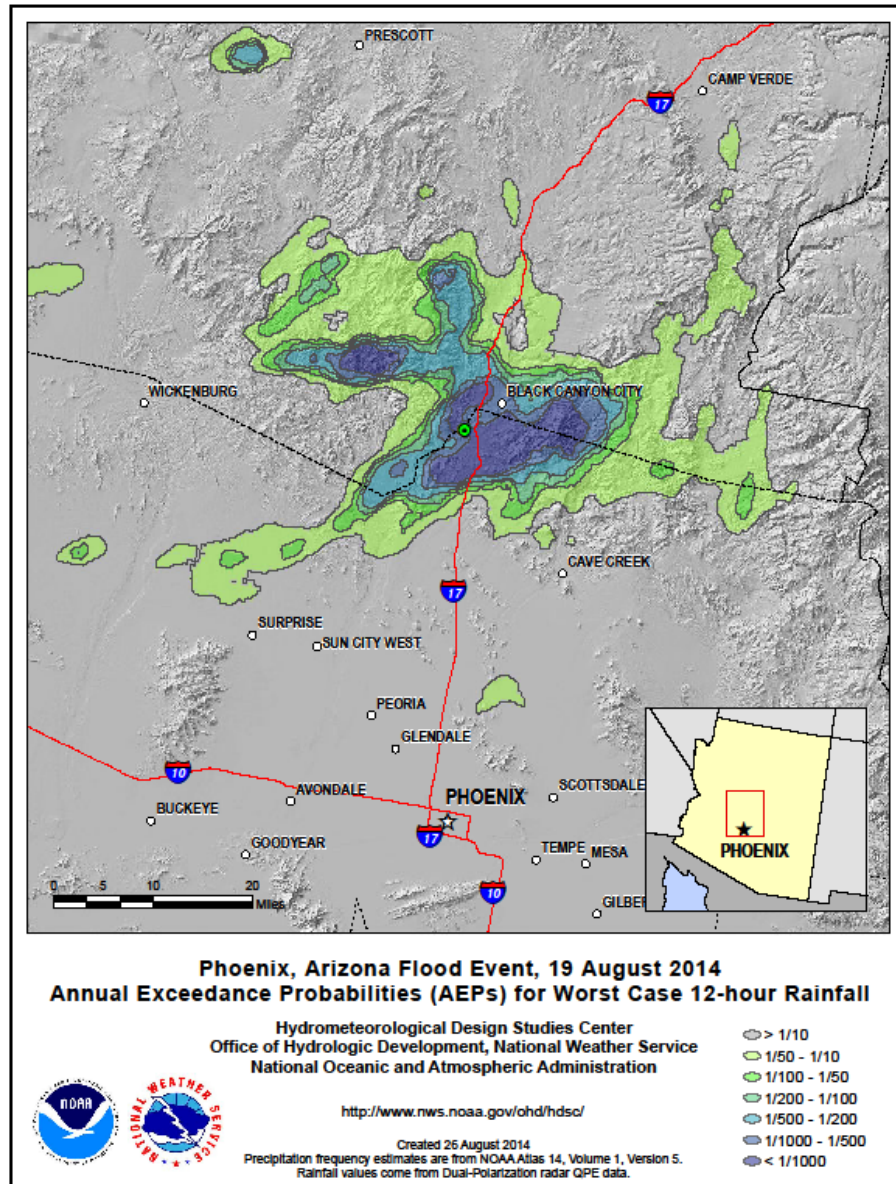 PRESCOTT
CAMP VERDE
17
WICKENBURG
BLACK CANYON CITY
CAVE CREEK
17
SURPRISE
SUN CITY WEST
PEORIA
GLENDALE
10
AVONDALE
SCOTTSDALE
BUCKEYE
PHOENIX
17
GOODYEAR
TEMPE
MESA
10
GILBER
0 5 10 20
Miles
PHOENIX
Phoenix, Arizona Flood Event, 19 August 2014
Annual Exceedance Probabilities (AEPs) for Worst Case 12-hour Rainfall
Hydrometeorological Design Studies Center
Office of Hydrologic Development, National Weather Service
National Oceanic and Atmospheric Administration
http://www.nws.noaa.gov/ohd/hdsc/
Created 26 August 2014
Precipitation frequency estimates are from NOAA Atlas 14, Volume 1, Version 5.
Rainfall values come from Dual-Polarization radar QPE data.
> 1/10
1/50 - 1/10
1/100 - 1/50
1/200 - 1/100
1/500 - 1/200
1/1000 - 1/500
< 1/1000
NOAA
NATIONAL WEATHER SERVICE